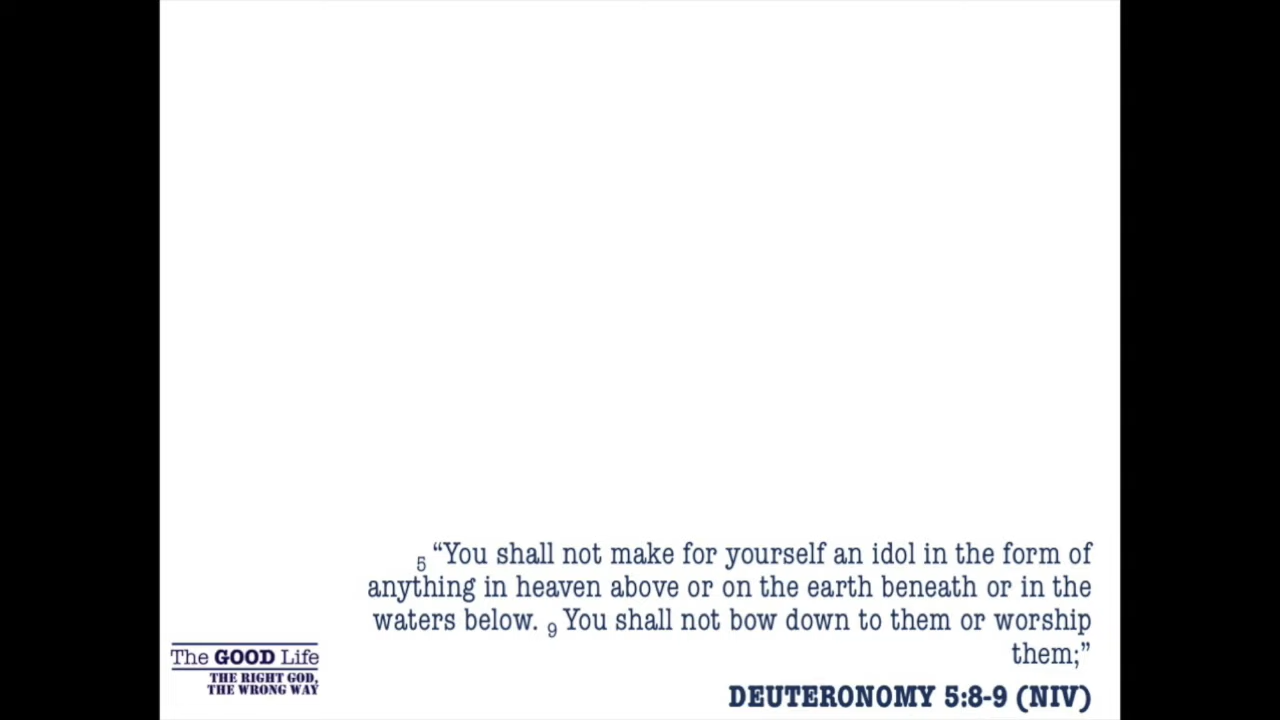 5 “You shall not make for yourself an idol in the form of
anything in heaven above or on the earth beneath or in the
waters below. 9 You shall not bow down to them or worship
them;”
DEUTERONOMY 5:8-9 (NIV)
The GOOD Life
THE RIGHT GOD,
THE WRONG WAY